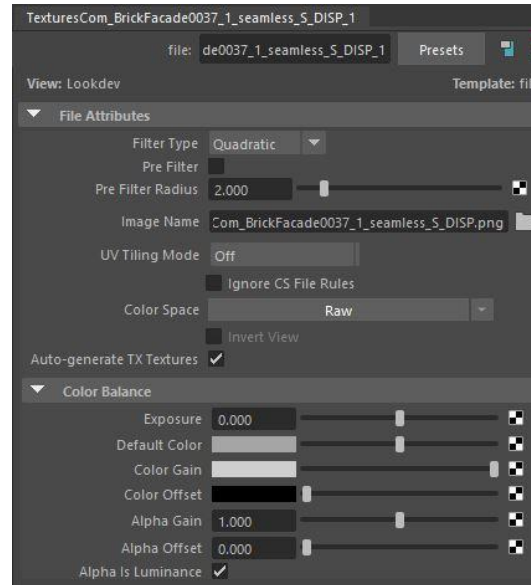 TexturesCom_BrickFacade0037_1_seamless_S_DISP_1
file: de0037_1_seamless_S_DISP_1 Presets
View: Lookdev Template: fil
File Attributes
Filter Type Quadratic
Pre Filter
Pre Filter Radius 2.000
Image Name Com_BrickFacade0037_1_seamless_S_DISP.png
UV Tiling Mode Off
Ignore CS File Rules
Color Space Raw
Invert View
Auto-generate TX Textures
Color Balance
Exposure 0.000
Default Color
Color Gain
Color Offset
Alpha Gain 1.000
Alpha Offset 0.000
Alpha Is Luminance